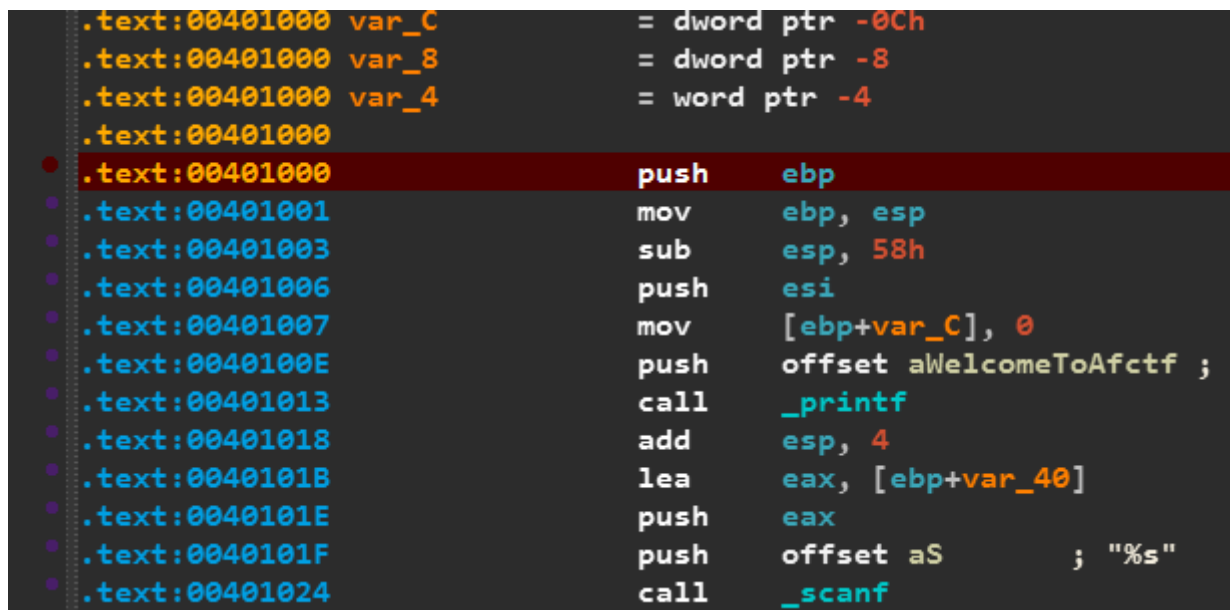 .text:00401000 var_C = dword ptr -0Ch
.text:00401000 var_8 = dword ptr -8
.text:00401000 var_4 = word ptr -4
.text:00401000
.text:00401000 push ebp
.text:00401001 mov ebp, esp
.text:00401003 sub esp, 58h
.text:00401006 push esi
.text:00401007 mov [ebp+var_C], 0
.text:0040100E push offset aWelcomeToAfctf ;
.text:00401013 call _printf
.text:00401018 add esp, 4
.text:0040101B lea eax, [ebp+var_40]
.text:0040101E push eax
.text:0040101F push offset aS ; "%s"
.text:00401024 call _scanf